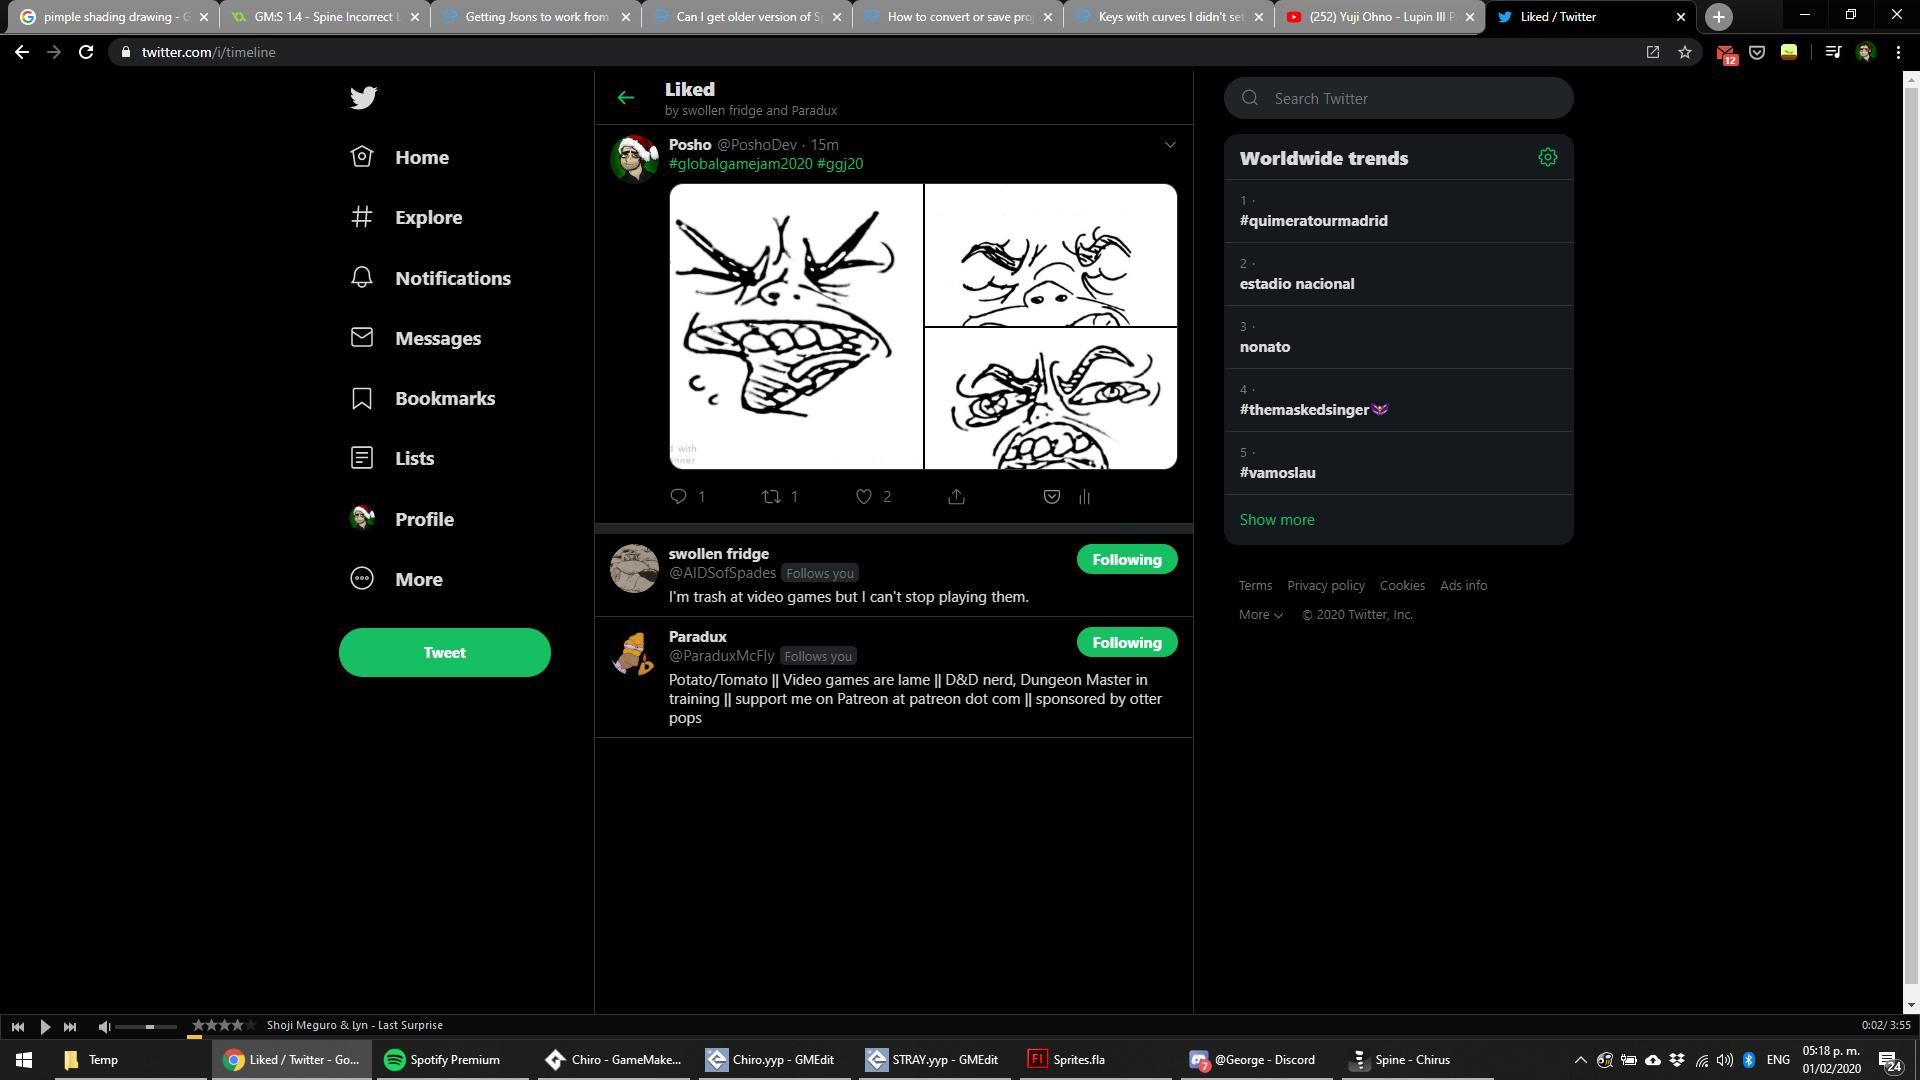 pimple shading drawing - G
GM:S 1.4 - Spine Incorrect L
Getting Jsons to work from
Can I get older version of Sp
How to convert or save proj
Keys with curves I didn't set
(252) Yuji Ohno - Lupin III P
Liked / Twitter
twitter.com/i/timeline
12
Home
Explore
Notifications
Messages
Bookmarks
Lists
Profile
More
Tweet
Liked
by swollen fridge and Paradux
Posho @PoshoDev · 15m
#globalgamejam2020 #ggj20
d with
nner
1
1
2
swollen fridge
@AIDSofSpades Follows you
Following
I'm trash at video games but I can't stop playing them.
Paradux
@ParaduxMcFly Follows you
Following
Potato/Tomato || Video games are lame || D&D nerd, Dungeon Master in
training || support me on Patreon at patreon dot com || sponsored by otter
pops
Search Twitter
Worldwide trends
1 ·
#quimeratourmadrid
2 ·
estadio nacional
3 ·
nonato
4 ·
#themaskedsinger
5 ·
#vamoslau
Show more
Terms Privacy policy Cookies Ads info
More © 2020 Twitter, Inc.
Shoji Meguro & Lyn - Last Surprise
0:02/ 3:55
Temp
Liked / Twitter - Go...
Spotify Premium
Chiro - GameMake...
Chiro.yyp - GMEdit
STRAY.yyp - GMEdit
Fl
Sprites.fla
7
@George - Discord
Spine - Chirus
ENG
05:18 p. m.
01/02/2020
24